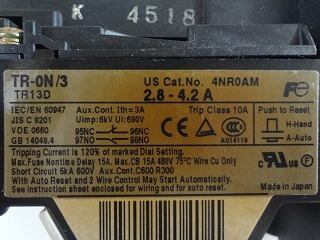 K 4518
TR-0N/3 US Cat.No. 4NR0AM
TR13D 2.8 - 4.2 A Fe
IEC/EN 60947 Aux.Cont. Ith=3A Trip Class 10A Push to Reset
JIS C 8201 Uimp:6kV Ui:690V H-Hand
VDE 0660 95NC 96NC CCC A-Auto
GB 14048.4 97NO 98NO A014119
Tripping Current is 120% of marked Dial Setting.
Max.Fuse Nontime Delay 15A. Max.CB 15A 480V 75°C Wire Cu Only
Short Circuit 5kA 600V Aux.Cont.C600 R300
With Auto Reset and 2 Wire Control May Start Automatically.
See instruction sheet enclosed for wiring and for auto reset. Made in Japan
c UL us